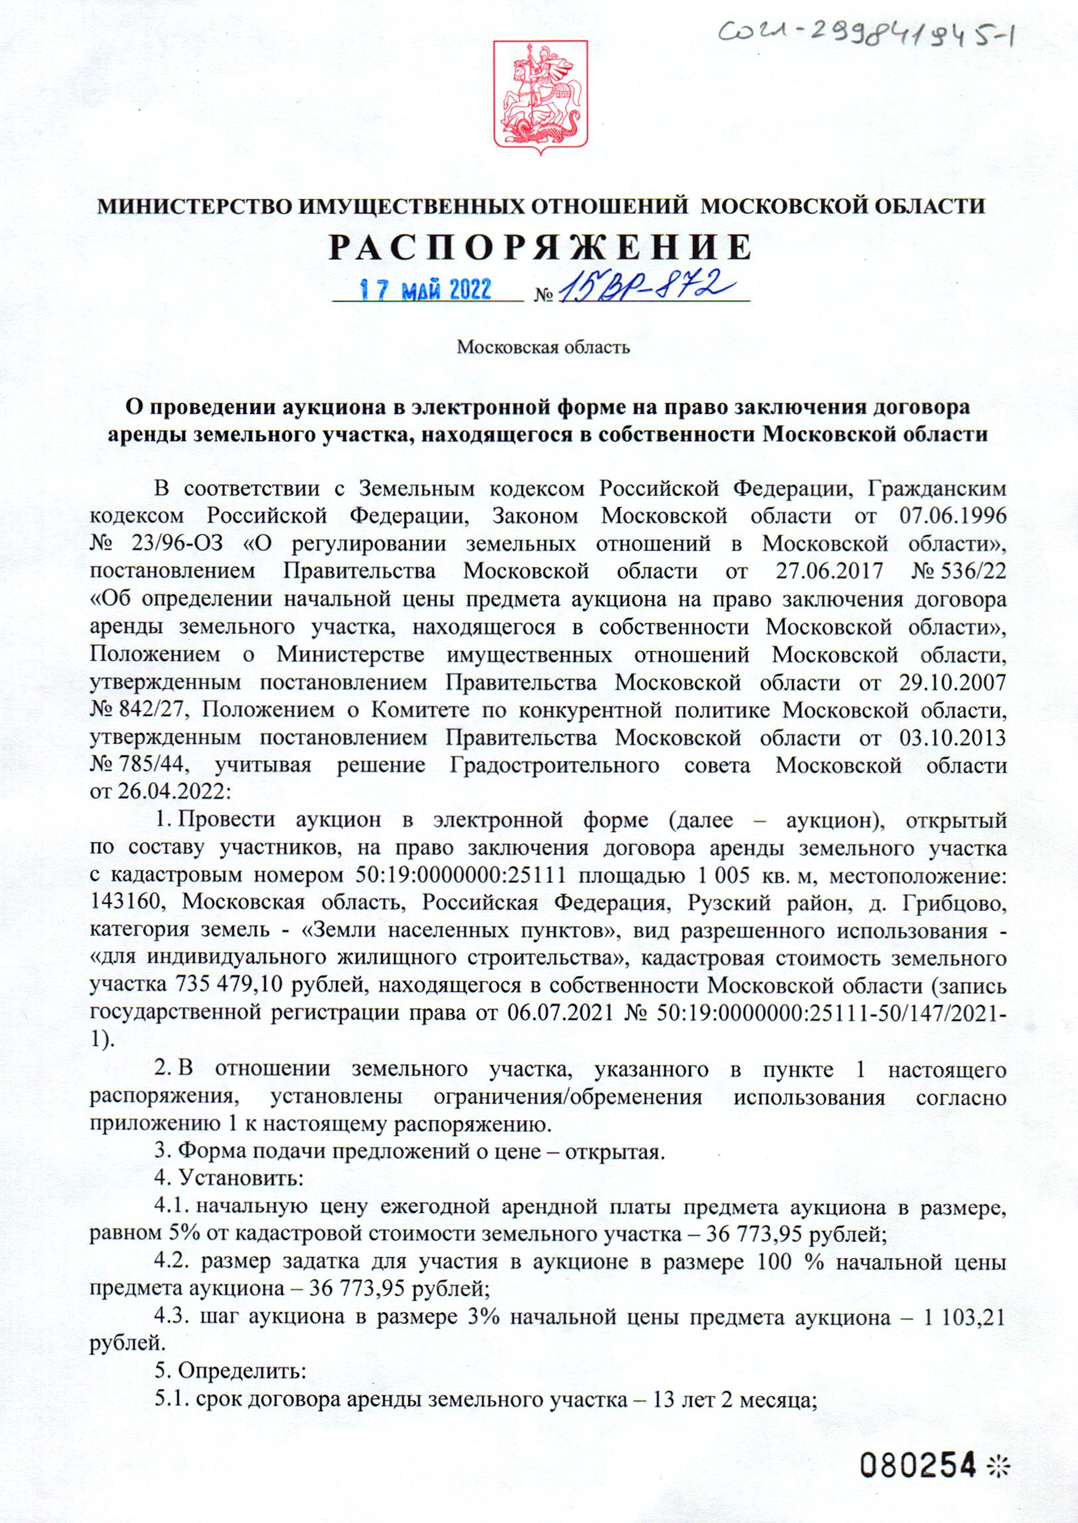 СОГЛ-299841945-1
МИНИСТЕРСТВО ИМУЩЕСТВЕННЫХ ОТНОШЕНИЙ МОСКОВСКОЙ ОБЛАСТИ
РАСПОРЯЖЕНИЕ
17 МАЙ 2022 № 15ВР-872
Московская область
О проведении аукциона в электронной форме на право заключения договора
аренды земельного участка, находящегося в собственности Московской области
В соответствии с Земельным кодексом Российской Федерации, Гражданским
кодексом Российской Федерации, Законом Московской области от 07.06.1996
№ 23/96-ОЗ «О регулировании земельных отношений в Московской области»,
постановлением Правительства Московской области от 27.06.2017 № 536/22
«Об определении начальной цены предмета аукциона на право заключения договора
аренды земельного участка, находящегося в собственности Московской области»,
Положением о Министерстве имущественных отношений Московской области,
утвержденным постановлением Правительства Московской области от 29.10.2007
№ 842/27, Положением о Комитете по конкурентной политике Московской области,
утвержденным постановлением Правительства Московской области от 03.10.2013
№ 785/44, учитывая решение Градостроительного совета Московской области
от 26.04.2022:
1. Провести аукцион в электронной форме (далее – аукцион), открытый
по составу участников, на право заключения договора аренды земельного участка
с кадастровым номером 50:19:0000000:25111 площадью 1 005 кв. м, местоположение:
143160, Московская область, Российская Федерация, Рузский район, д. Грибцово,
категория земель - «Земли населенных пунктов», вид разрешенного использования -
«для индивидуального жилищного строительства», кадастровая стоимость земельного
участка 735 479,10 рублей, находящегося в собственности Московской области (запись
государственной регистрации права от 06.07.2021 № 50:19:0000000:25111-50/147/2021-
1).
2. В отношении земельного участка, указанного в пункте 1 настоящего
распоряжения, установлены ограничения/обременения использования согласно
приложению 1 к настоящему распоряжению.
3. Форма подачи предложений о цене – открытая.
4. Установить:
4.1. начальную цену ежегодной арендной платы предмета аукциона в размере,
равном 5% от кадастровой стоимости земельного участка – 36 773,95 рублей;
4.2. размер задатка для участия в аукционе в размере 100 % начальной цены
предмета аукциона – 36 773,95 рублей;
4.3. шаг аукциона в размере 3% начальной цены предмета аукциона – 1 103,21
рублей.
5. Определить:
5.1. срок договора аренды земельного участка – 13 лет 2 месяца;
080254 ※